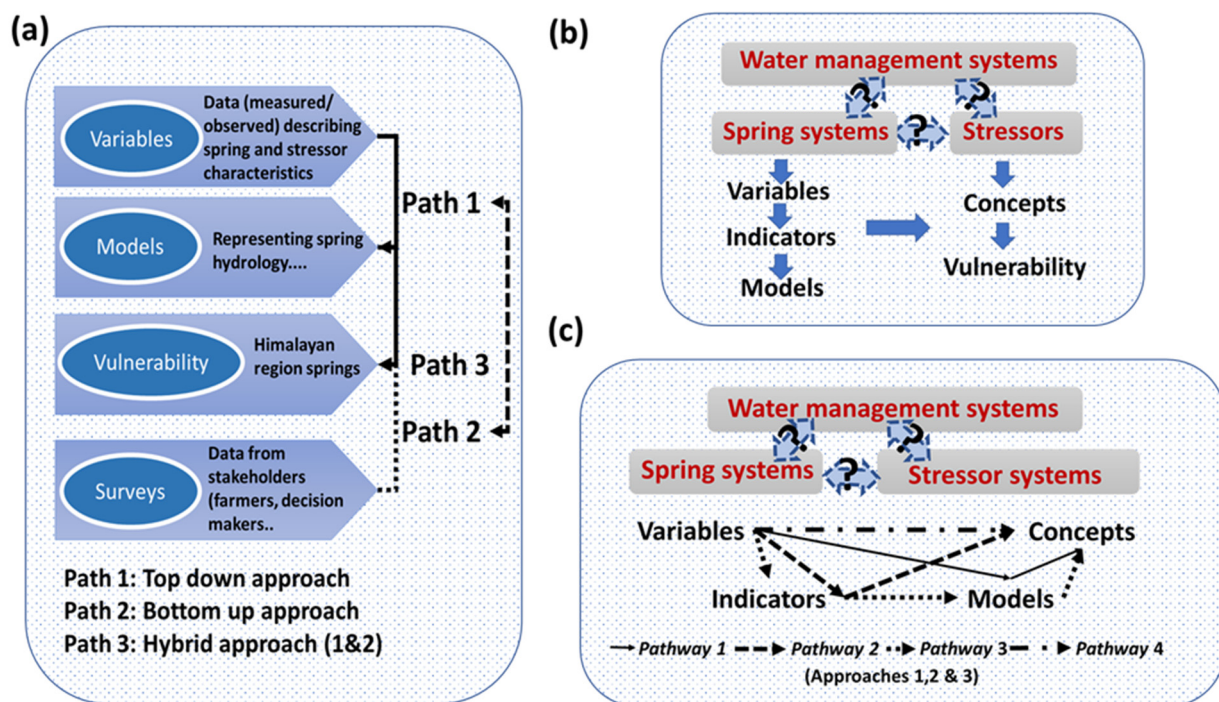 (a)
Variables
Data (measured/
observed) describing
spring and stressor
characteristics
Path 1
Models
Representing spring
hydrology....
Vulnerability
Himalayan
region springs
Path 3
Path 2
Surveys
Data from
stakeholders
(farmers, decision
makers..
Path 1: Top down approach
Path 2: Bottom up approach
Path 3: Hybrid approach (1&2)
(b)
Water management systems
? ?
Spring systems ? Stressors
Variables
Concepts
Indicators
Vulnerability
Models
(c)
Water management systems
? ?
Spring systems ? Stressor systems
Variables Concepts
Indicators Models
Pathway 1 Pathway 2 Pathway 3 Pathway 4
(Approaches 1,2 & 3)